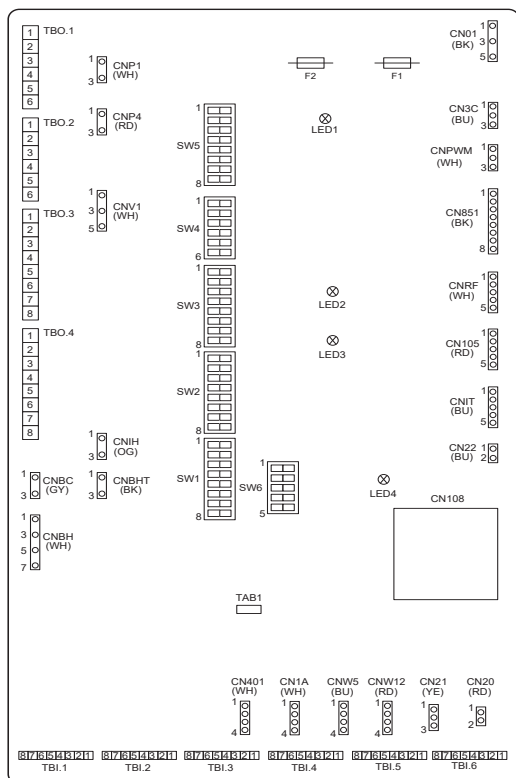 TBO.1
1
2
3
4
5
6
CNP1
(WH)
1
3
CNP4
(RD)
1
3
TBO.2
1
2
3
4
5
6
CNV1
(WH)
1
3
5
TBO.3
1
2
3
4
5
6
7
8
TBO.4
1
2
3
4
5
6
7
8
CNIH
(OG)
1
3
CNBC
(GY)
1
3
CNBHT
(BK)
1
3
CNBH
(WH)
1
3
5
7
F2
F1
LED1
SW5
1
8
SW4
1
6
SW3
1
8
LED2
LED3
SW2
1
8
SW1
1
8
SW6
1
5
LED4
CN108
TAB1
CN01
(BK)
1
3
5
CN3C
(BU)
1
3
CNPWM
(WH)
1
3
CN851
(BK)
1
8
CNRF
(WH)
1
5
CN105
(RD)
1
5
CNIT
(BU)
1
5
CN22
(BU)
1
2
CN401
(WH)
1
4
CN1A
(WH)
1
4
CNW5
(BU)
1
4
CNW12
(RD)
1
4
CN21
(YE)
1
3
CN20
(RD)
1
2
8 7 6 5 4 3 2 1
TBI.1
8 7 6 5 4 3 2 1
TBI.2
8 7 6 5 4 3 2 1
TBI.3
8 7 6 5 4 3 2 1
TBI.4
8 7 6 5 4 3 2 1
TBI.5
8 7 6 5 4 3 2 1
TBI.6